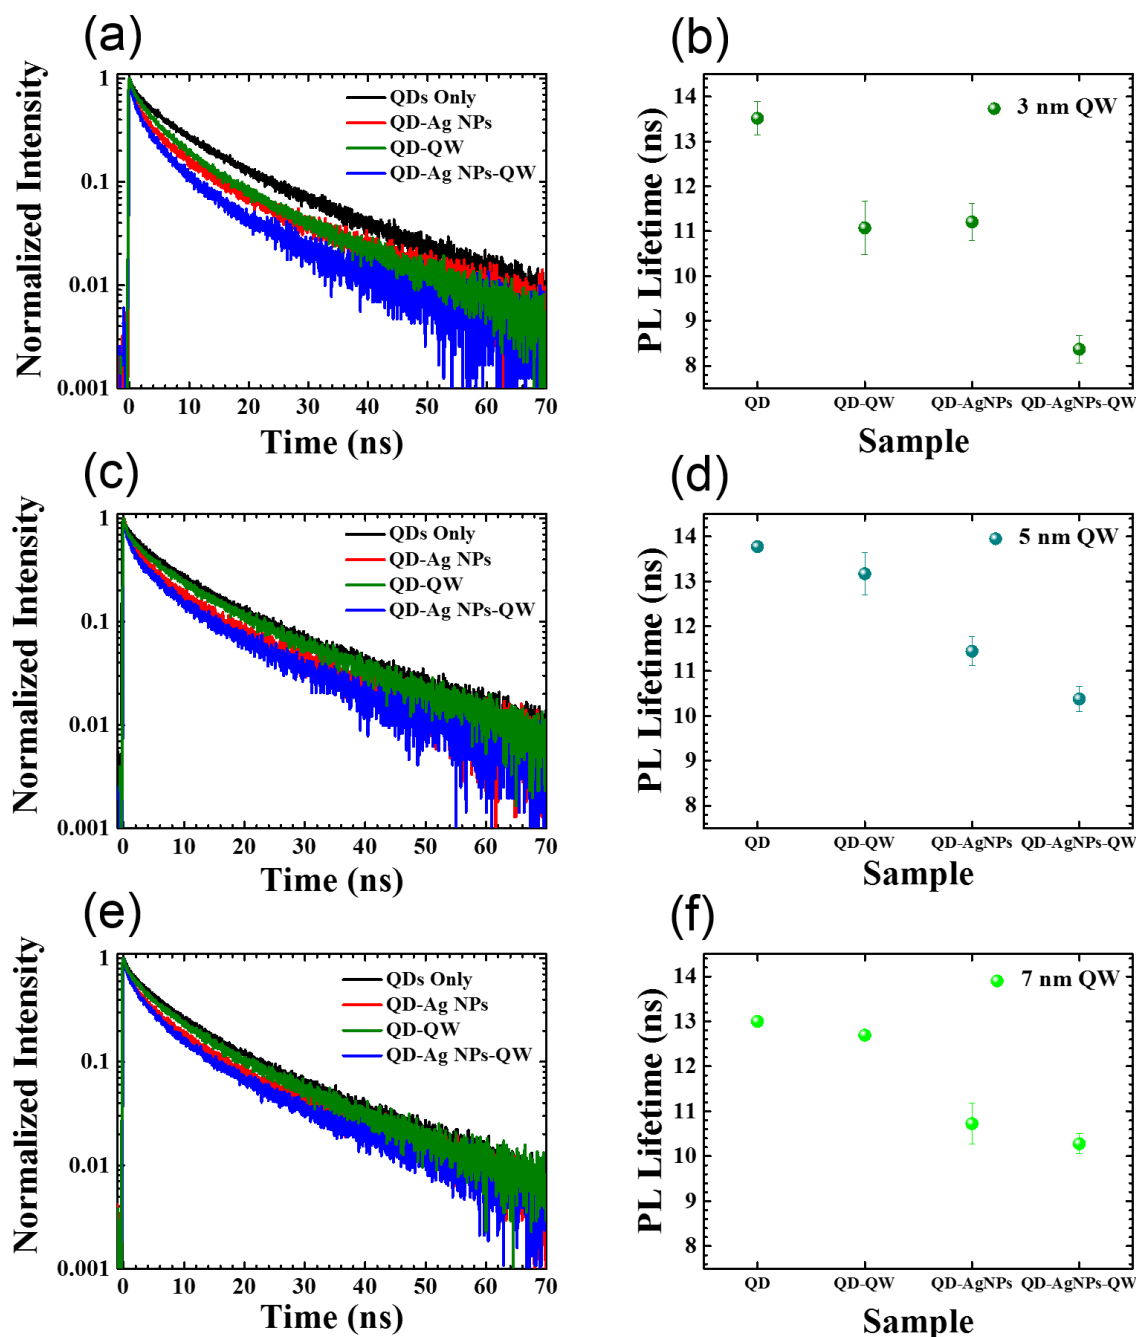 (a)
Normalized Intensity
1
0.1
0.01
0.001
QDs Only
QD-Ag NPs
QD-QW
QD-Ag NPs-QW
0 10 20 30 40 50 60 70
Time (ns)
(b)
PL Lifetime (ns)
14
13
12
11
10
9
8
3 nm QW
QD QD-QW QD-AgNPs QD-AgNPs-QW
Sample
(c)
Normalized Intensity
1
0.1
0.01
0.001
QDs Only
QD-Ag NPs
QD-QW
QD-Ag NPs-QW
0 10 20 30 40 50 60 70
Time (ns)
(d)
PL Lifetime (ns)
14
13
12
11
10
9
8
5 nm QW
QD QD-QW QD-AgNPs QD-AgNPs-QW
Sample
(e)
Normalized Intensity
1
0.1
0.01
0.001
QDs Only
QD-Ag NPs
QD-QW
QD-Ag NPs-QW
0 10 20 30 40 50 60 70
Time (ns)
(f)
PL Lifetime (ns)
14
13
12
11
10
9
8
7 nm QW
QD QD-QW QD-AgNPs QD-AgNPs-QW
Sample